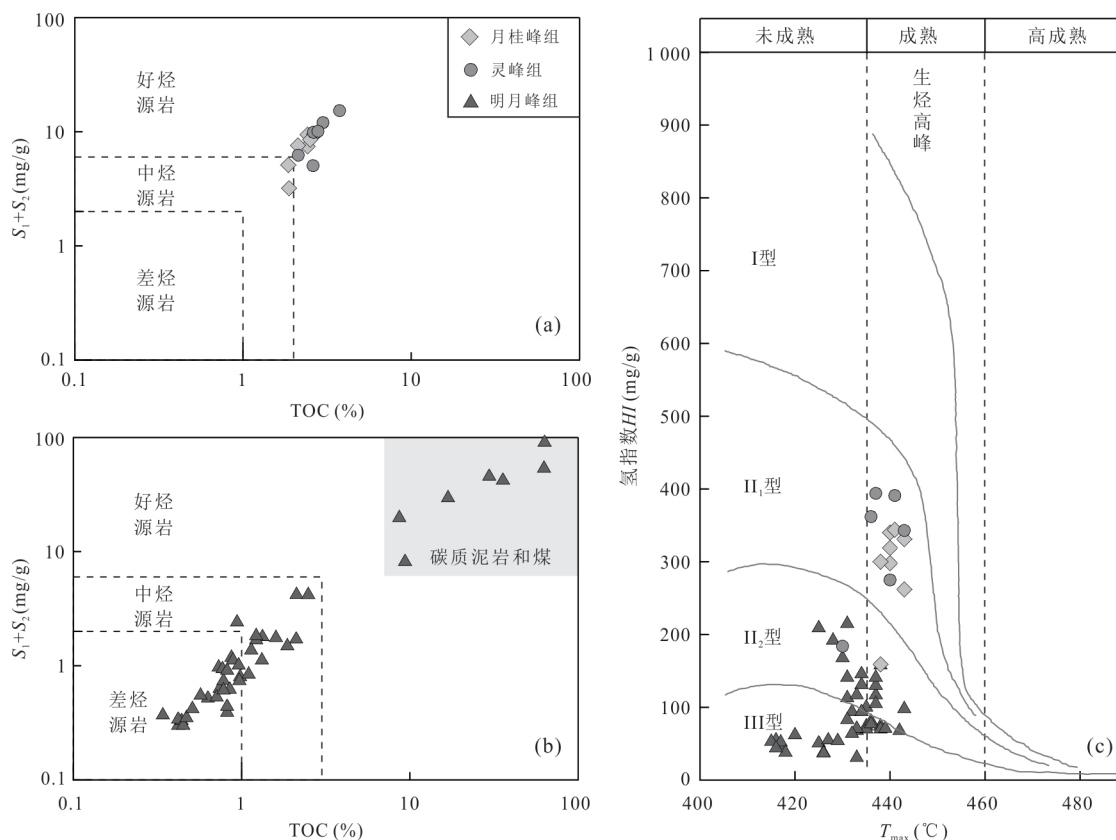 100
10
1
0.1
S₁+S₂(mg/g)
好烃
源岩
中烃
源岩
差烃
源岩
月桂峰组
灵峰组
明月峰组
(a)
0.1
1
10
100
TOC (%)
100
10
1
0.1
S₁+S₂(mg/g)
好烃
源岩
中烃
源岩
差烃
源岩
碳质泥岩和煤
(b)
0.1
1
10
100
TOC (%)
未成熟
成熟
高成熟
生烃高峰
1 000
900
800
700
600
500
400
300
200
100
0
氢指数HI (mg/g)
I型
II₁型
II₂型
III型
(c)
400
420
440
460
480
Tmax (℃)